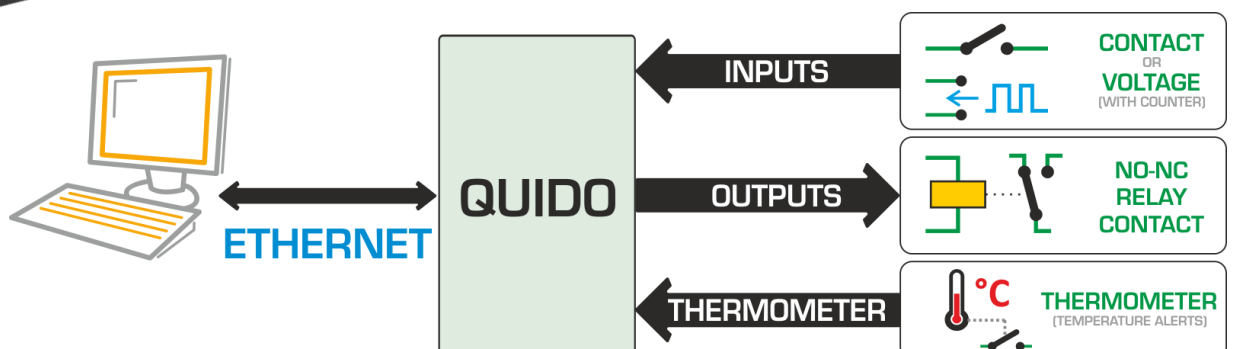 INPUTS
CONTACT
OR
VOLTAGE
(WITH COUNTER)
QUIDO
ETHERNET
OUTPUTS
NO-NC
RELAY
CONTACT
THERMOMETER
°C
THERMOMETER
(TEMPERATURE ALERTS)